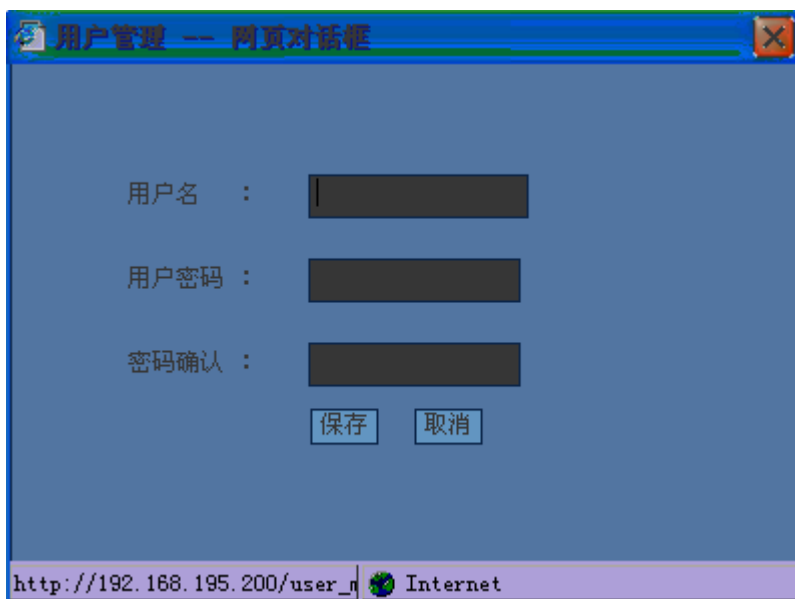 用户管理 -- 网页对话框
用户名 :
用户密码 :
密码确认 :
保存 取消
http://192.168.195.200/user_m Internet